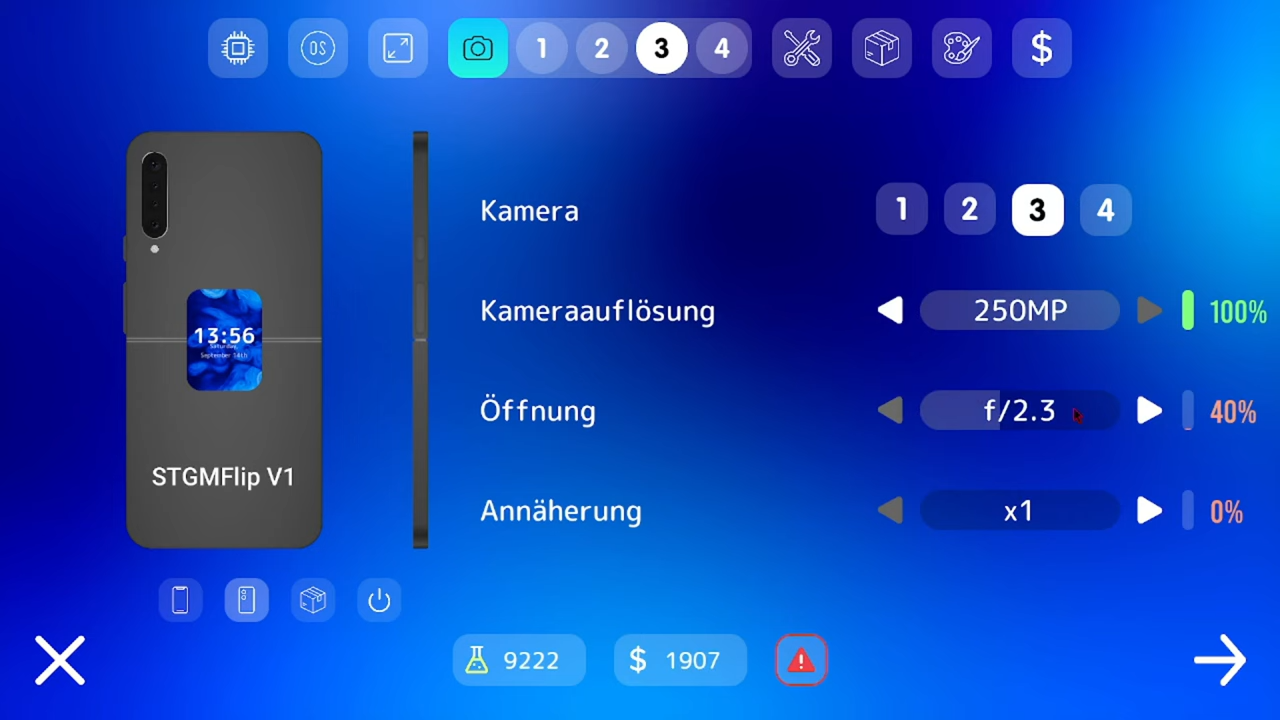 OS
1
2
3
4
$
Kamera
1
2
3
4
Kameraauflösung
250MP
100%
13:56
Saturday
September 14th
Öffnung
f/2.3
40%
STGMFlip V1
Annäherung
x1
0%
9222
$ 1907